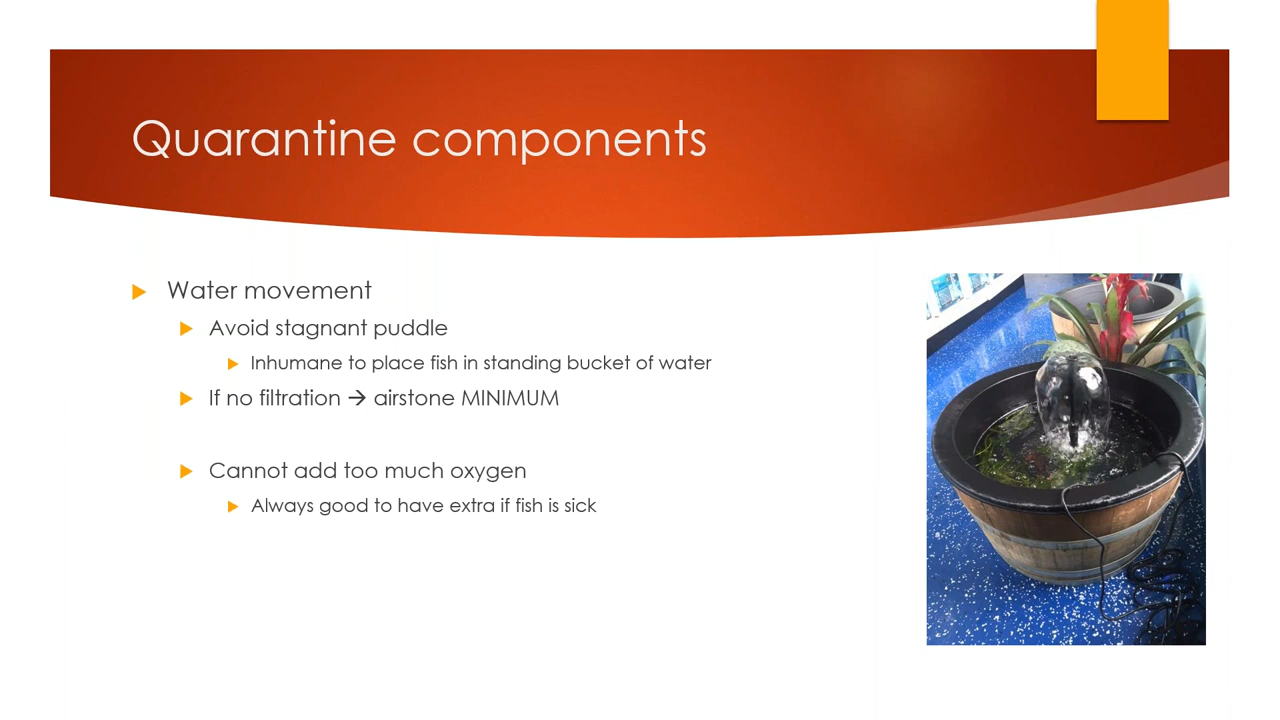 Quarantine components
Water movement
Avoid stagnant puddle
Inhumane to place fish in standing bucket of water
If no filtration → airstone MINIMUM
Cannot add too much oxygen
Always good to have extra if fish is sick